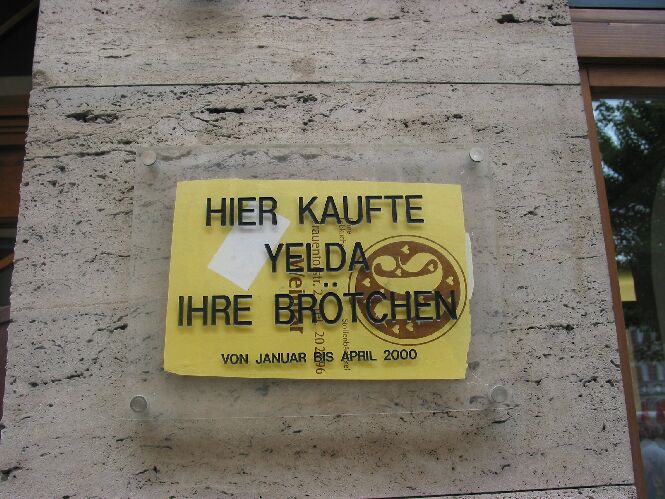 HIER KAUFTE
YELDA
IHRE BRÖTCHEN
VON JANUAR BIS APRIL 2000